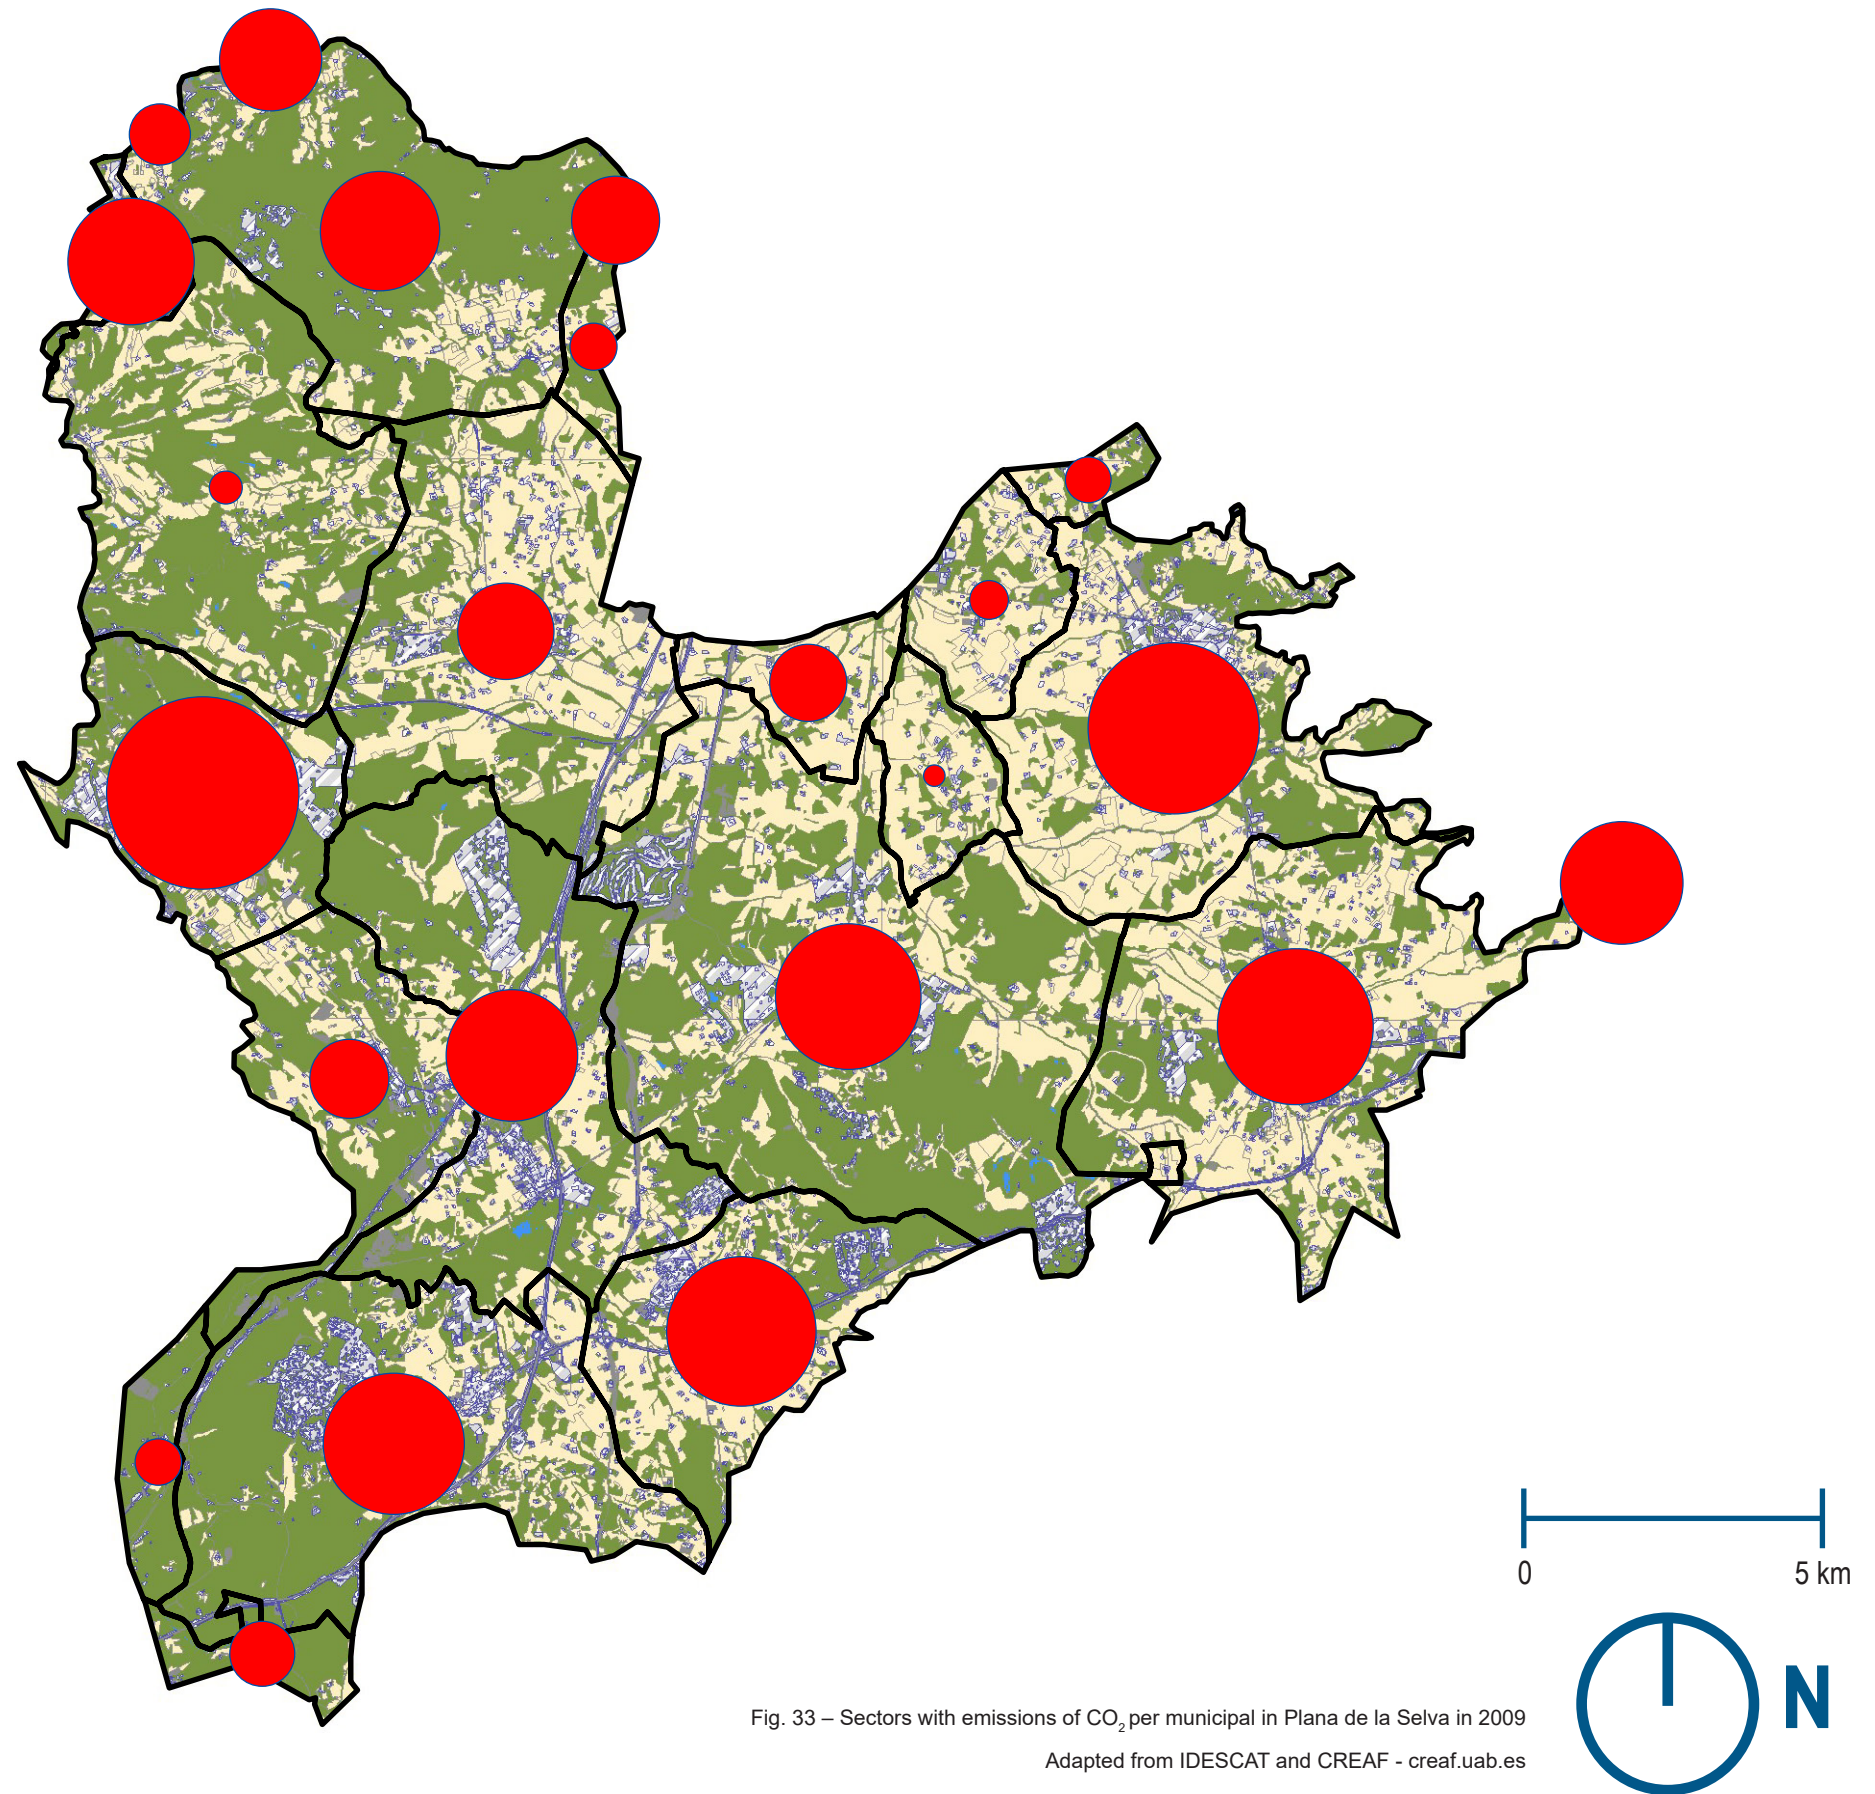 0 5 km
N
Fig. 33 – Sectors with emissions of CO2 per municipal in Plana de la Selva in 2009
Adapted from IDESCAT and CREAF - creaf.uab.es